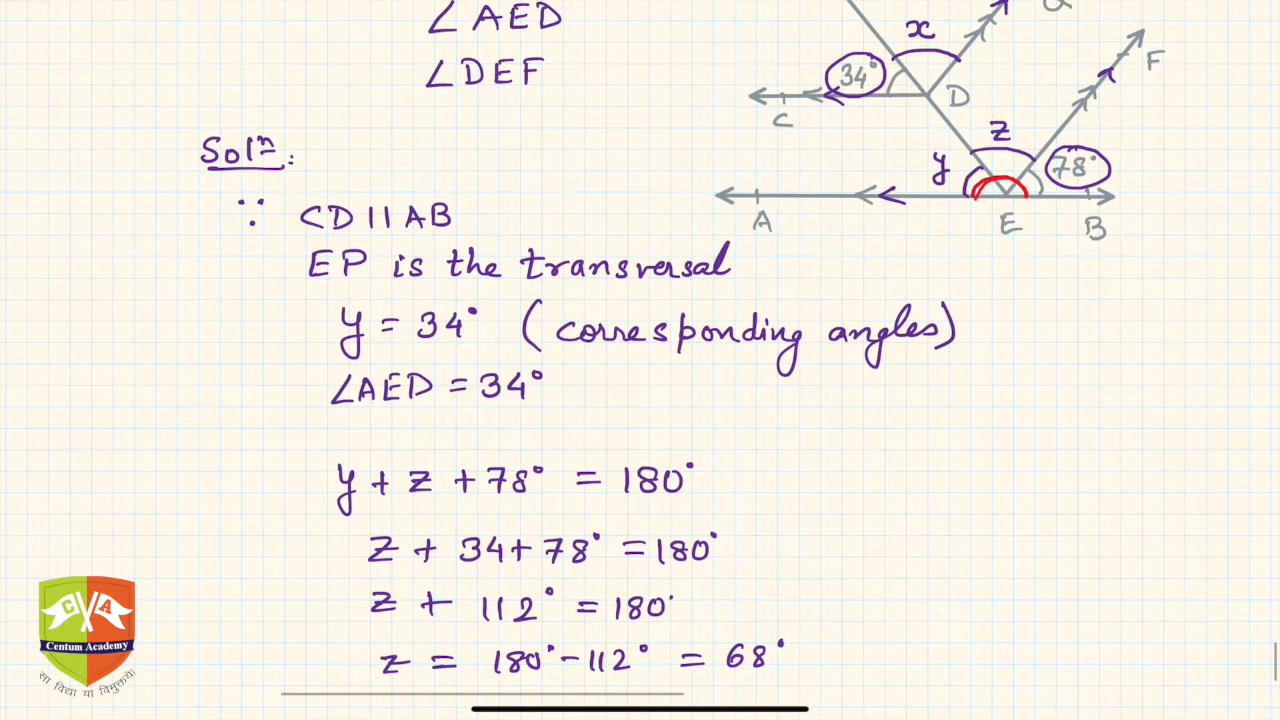 ∠AED
∠DEF
x
34°
D
C
F
z
y
78°
A
E
B
Solⁿ:
∵ CD || AB
EP is the transversal
y = 34° (corresponding angles)
∠AED = 34°
y + z + 78° = 180°
z + 34 + 78° = 180°
z + 112° = 180°
z = 180° - 112° = 68°
C A
Centum Academy
सा विद्या या विमुक्तये